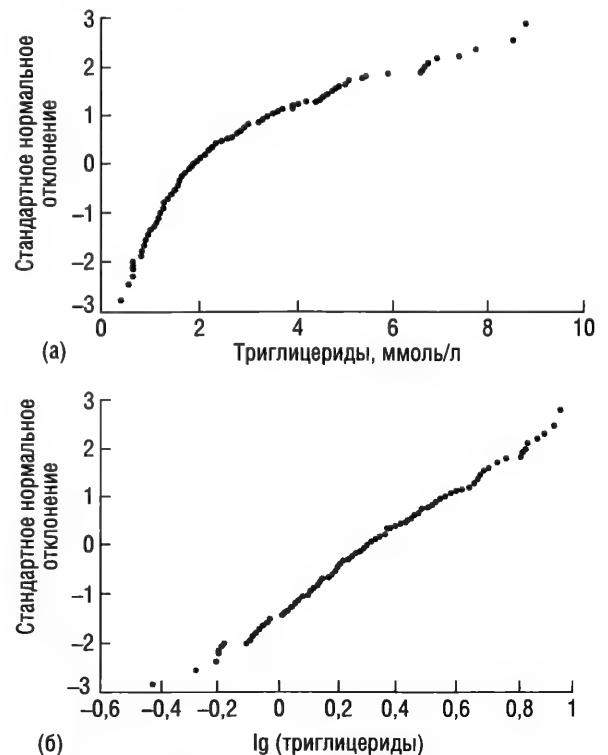 3
2
1
0
−1
−2
−3
Стандартное нормальное
отклонение
0 2 4 6 8 10
(а)
Триглицериды, ммоль/л
3
2
1
0
−1
−2
−3
Стандартное нормальное
отклонение
−0,6 −0,4 −0,2 0 0,2 0,4 0,6 0,8 1
(б)
lg (триглицериды)